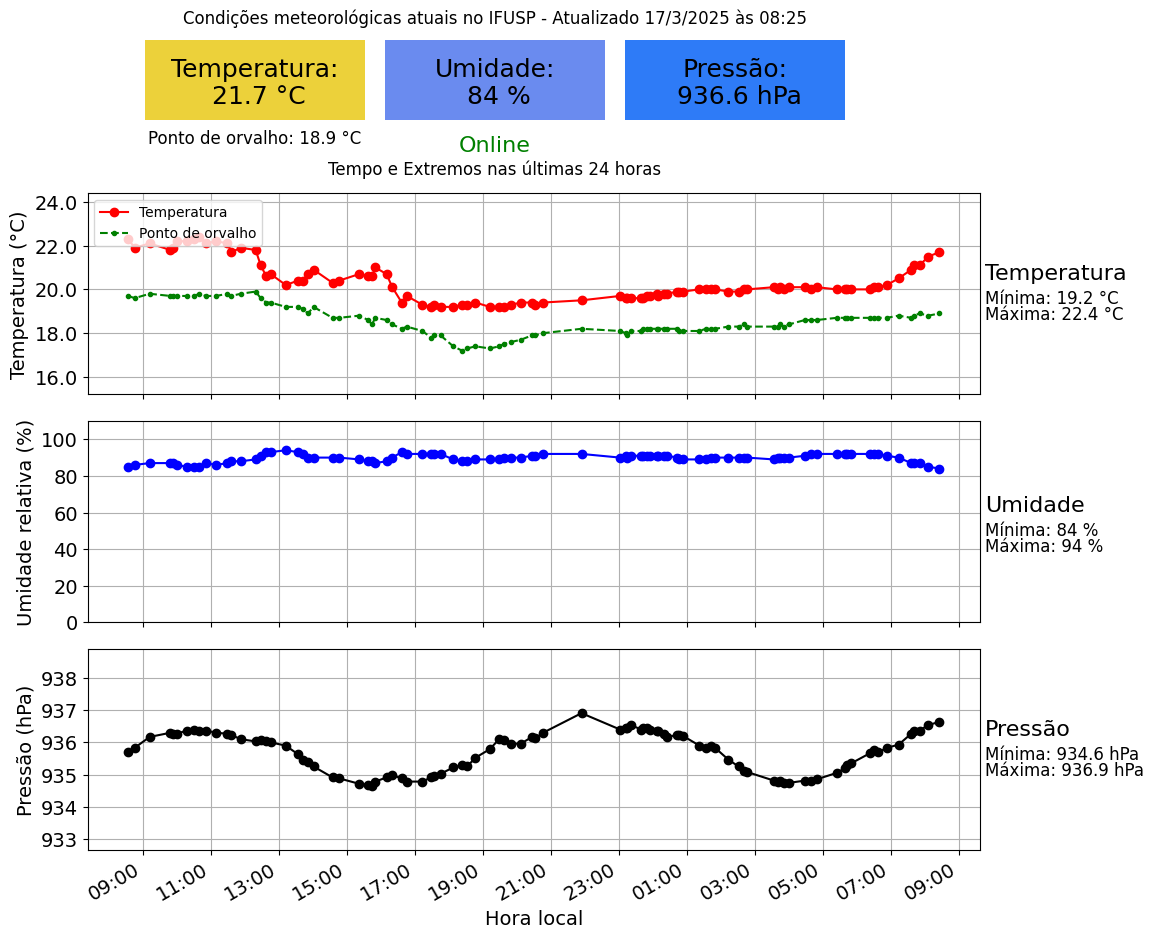 Condições meteorológicas atuais no IFUSP - Atualizado 17/3/2025 às 08:25
Temperatura:
21.7 °C
Umidade:
84 %
Pressão:
936.6 hPa
Ponto de orvalho: 18.9 °C
Online
Tempo e Extremos nas últimas 24 horas
Temperatura (°C)
24.0
22.0
20.0
18.0
16.0
Temperatura
Ponto de orvalho
Temperatura
Mínima: 19.2 °C
Máxima: 22.4 °C
Umidade relativa (%)
100
80
60
40
20
0
Umidade
Mínima: 84 %
Máxima: 94 %
Pressão (hPa)
938
937
936
935
934
933
Pressão
Mínima: 934.6 hPa
Máxima: 936.9 hPa
09:00 11:00 13:00 15:00 17:00 19:00 21:00 23:00 01:00 03:00 05:00 07:00 09:00
Hora local